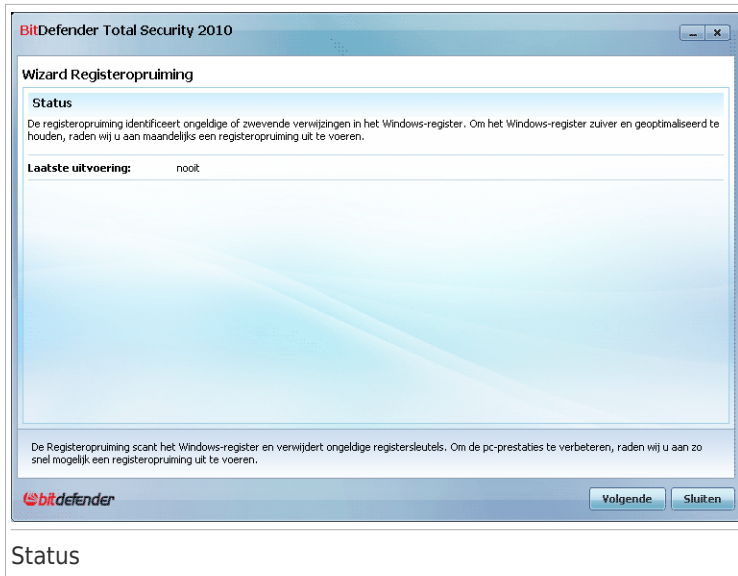 BitDefender Total Security 2010
Wizard Registeropruiming
Status
De registeropruiming identificeert ongeldige of zwevende verwijzingen in het Windows-register. Om het Windows-register zuiver en geoptimaliseerd te
houden, raden wij u aan maandelijks een registeropruiming uit te voeren.
Laatste uitvoering: nooit
De Registeropruiming scant het Windows-register en verwijdert ongeldige registersleutels. Om de pc-prestaties te verbeteren, raden wij u aan zo
snel mogelijk een registeropruiming uit te voeren.
bitdefender
Volgende Sluiten
Status